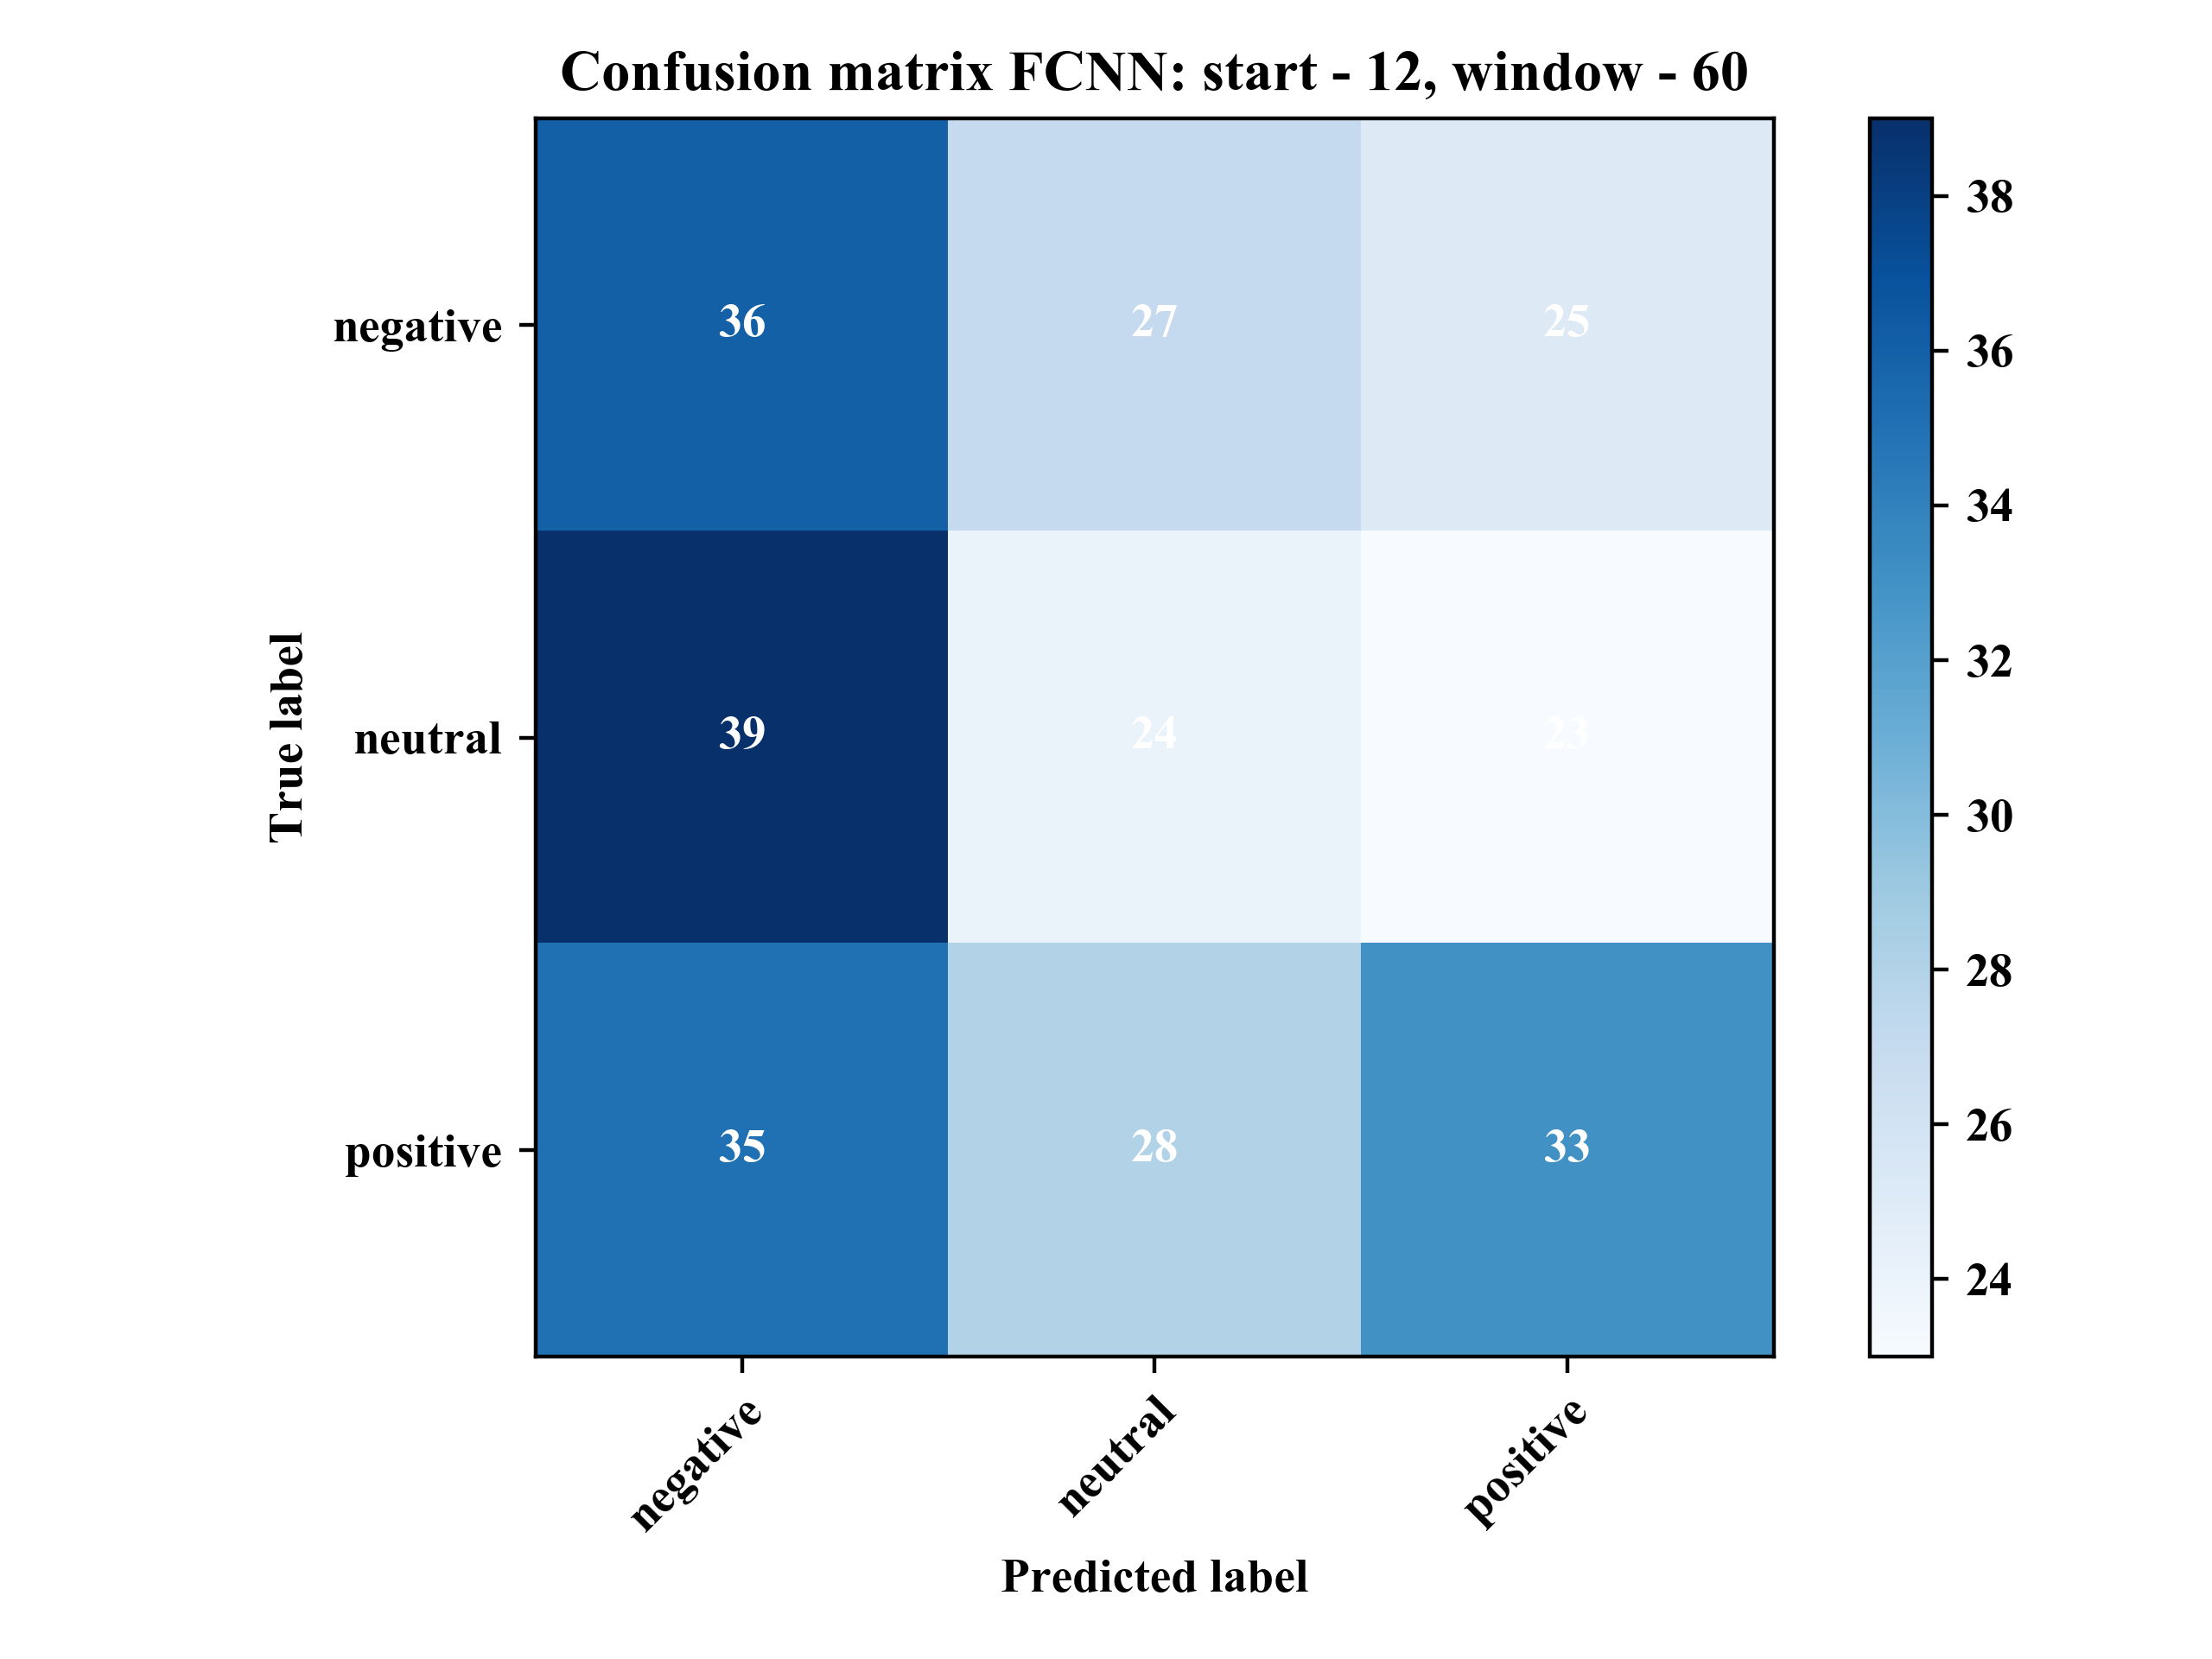 Confusion matrix FCNN: start - 12, window - 60
True label
negative
neutral
positive
36 27 25
39 24 23
35 28 33
negative neutral positive
Predicted label
38
36
34
32
30
28
26
24